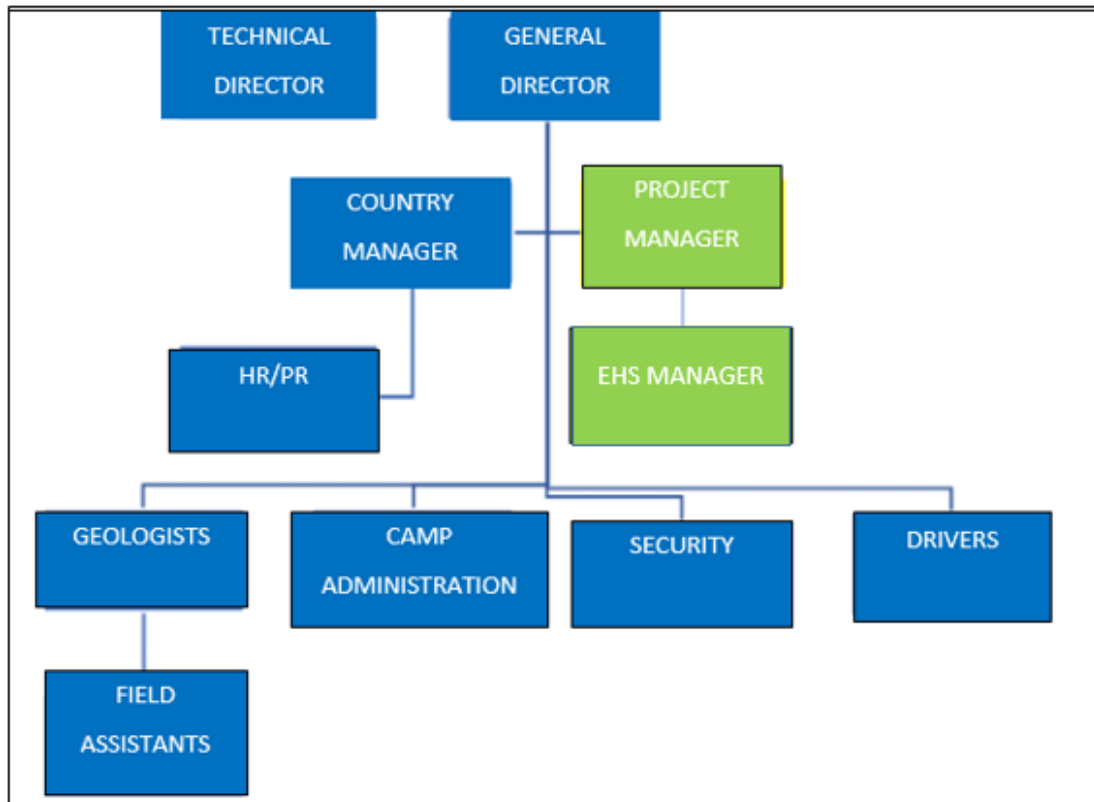 TECHNICAL
DIRECTOR
GENERAL
DIRECTOR
COUNTRY
MANAGER
PROJECT
MANAGER
HR/PR
EHS MANAGER
GEOLOGISTS
CAMP
ADMINISTRATION
SECURITY
DRIVERS
FIELD
ASSISTANTS